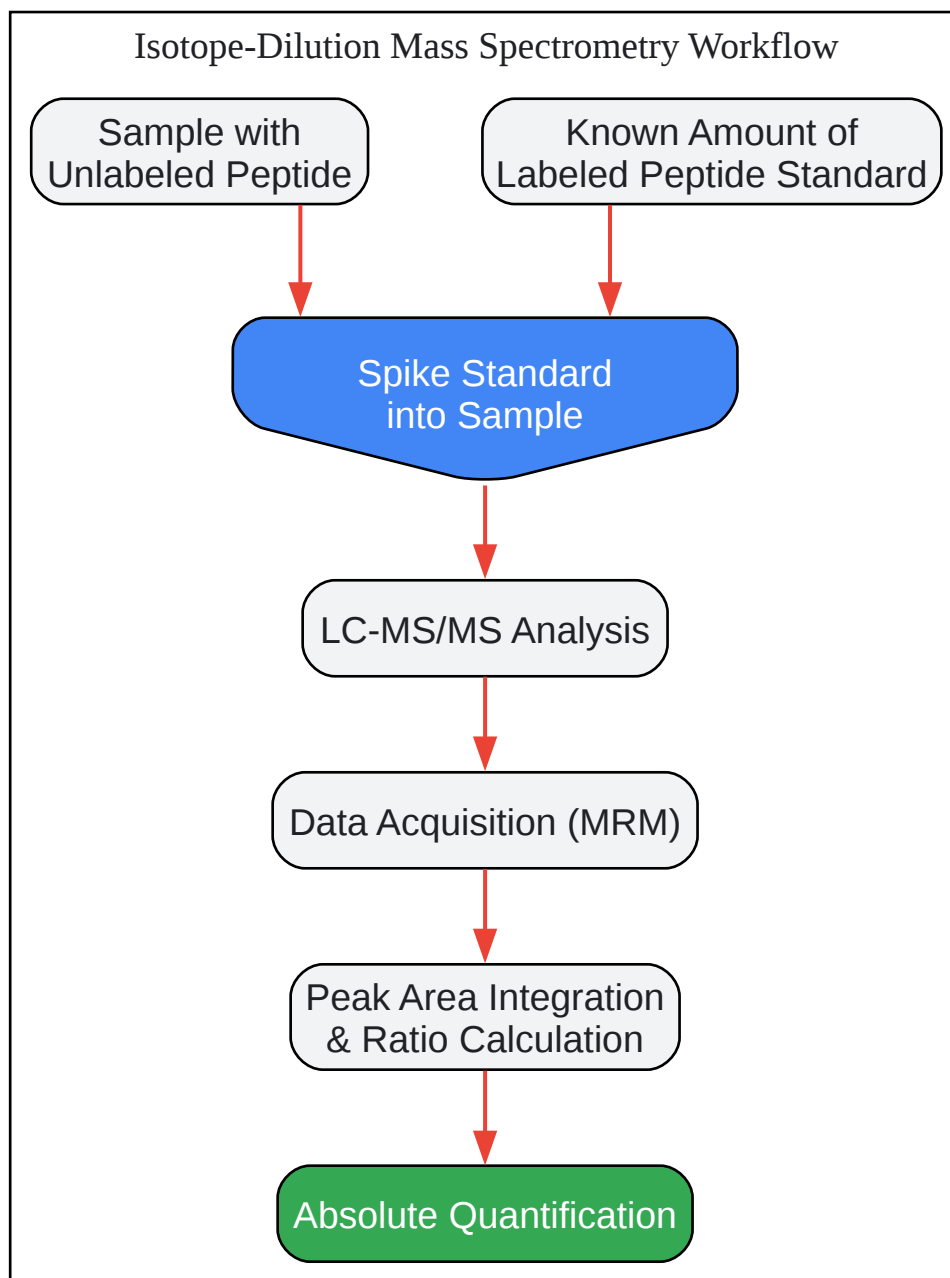 Isotope-Dilution Mass Spectrometry Workflow
Sample with
Unlabeled Peptide
Known Amount of
Labeled Peptide Standard
Spike Standard
into Sample
LC-MS/MS Analysis
Data Acquisition (MRM)
Peak Area Integration
& Ratio Calculation
Absolute Quantification